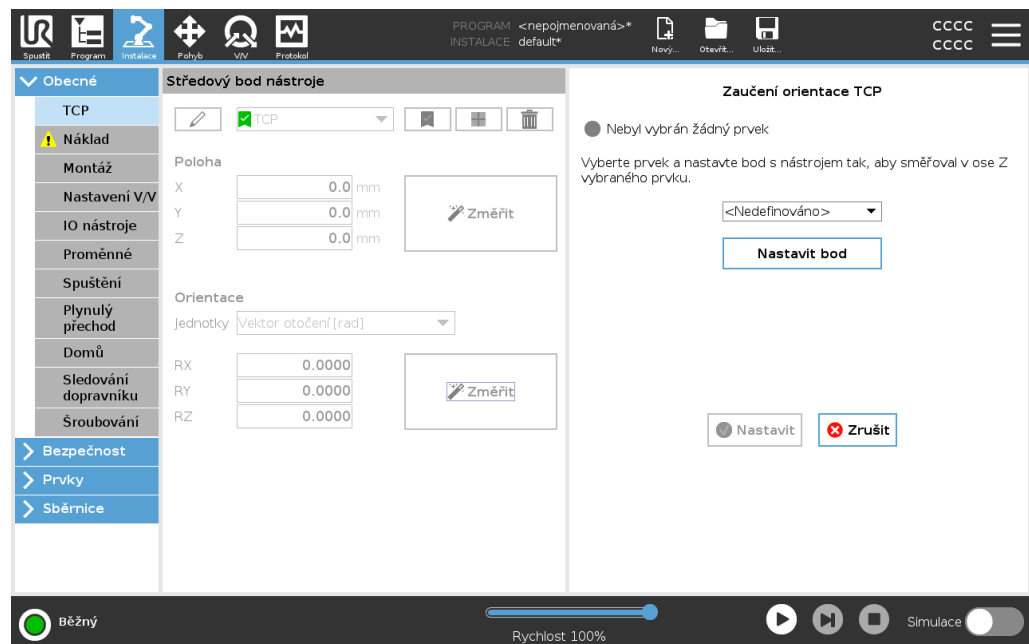 UR
PROGRAM <nepojmenovaná>*
INSTALACE default*
CCCC
CCCC
Spustit Program Instalace Pohyb V/V Protokol
Nový... Otevřít... Uložit...
Obecné
TCP
Náklad
Montáž
Nastavení V/V
IO nástroje
Proměnné
Spuštění
Plynulý
přechod
Domů
Sledování
dopravníku
Šroubování
Bezpečnost
Prvky
Sběrnice
Středový bod nástroje
TCP
Poloha
X 0.0 mm
Y 0.0 mm
Z 0.0 mm
Změřit
Orientace
Jednotky Vektor otočení [rad]
RX 0.0000
RY 0.0000
RZ 0.0000
Změřit
Zaučení orientace TCP
Nebyl vybrán žádný prvek
Vyberte prvek a nastavte bod s nástrojem tak, aby směřoval v ose Z
vybraného prvku.
<Nedefinováno>
Nastavit bod
Nastavit Zrušit
Běžný
Rychlost 100%
Simulace